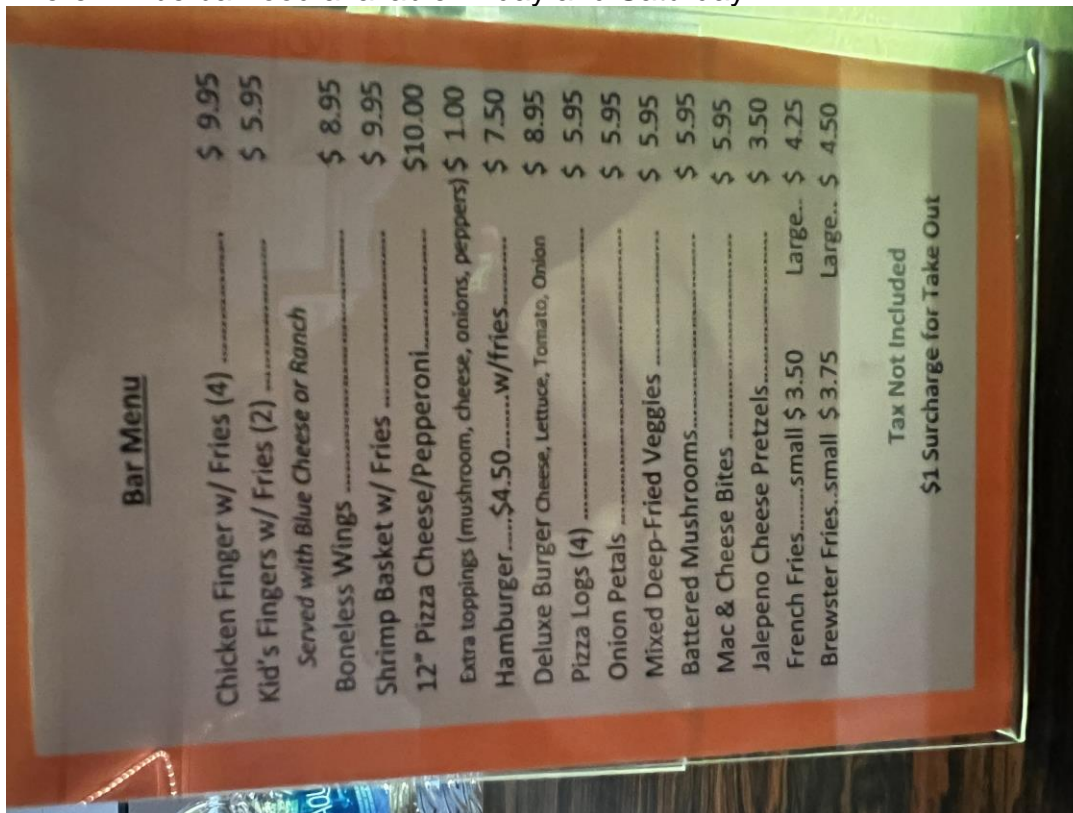 Bar Menu
Chicken Finger w/ Fries (4) .................. $ 9.95
Kid's Fingers w/ Fries (2) .................. $ 5.95
Served with Blue Cheese or Ranch
Boneless Wings .................................. $ 8.95
Shrimp Basket w/ Fries ...................... $ 9.95
12" Pizza Cheese/Pepperoni............... $10.00
Extra toppings (mushroom, cheese, onions, peppers) $ 1.00
Hamburger......$4.50.........w/fries.......... $ 7.50
Deluxe Burger Cheese, Lettuce, Tomato, Onion $ 8.95
Pizza Logs (4) ...................................... $ 5.95
Onion Petals ....................................... $ 5.95
Mixed Deep-Fried Veggies .................. $ 5.95
Battered Mushrooms........................... $ 5.95
Mac & Cheese Bites ............................ $ 5.95
Jalepeno Cheese Pretzels.................... $ 3.50
French Fries.......small $ 3.50 Large.. $ 4.25
Brewster Fries..small $ 3.75 Large.. $ 4.50
Tax Not Included
$1 Surcharge for Take Out